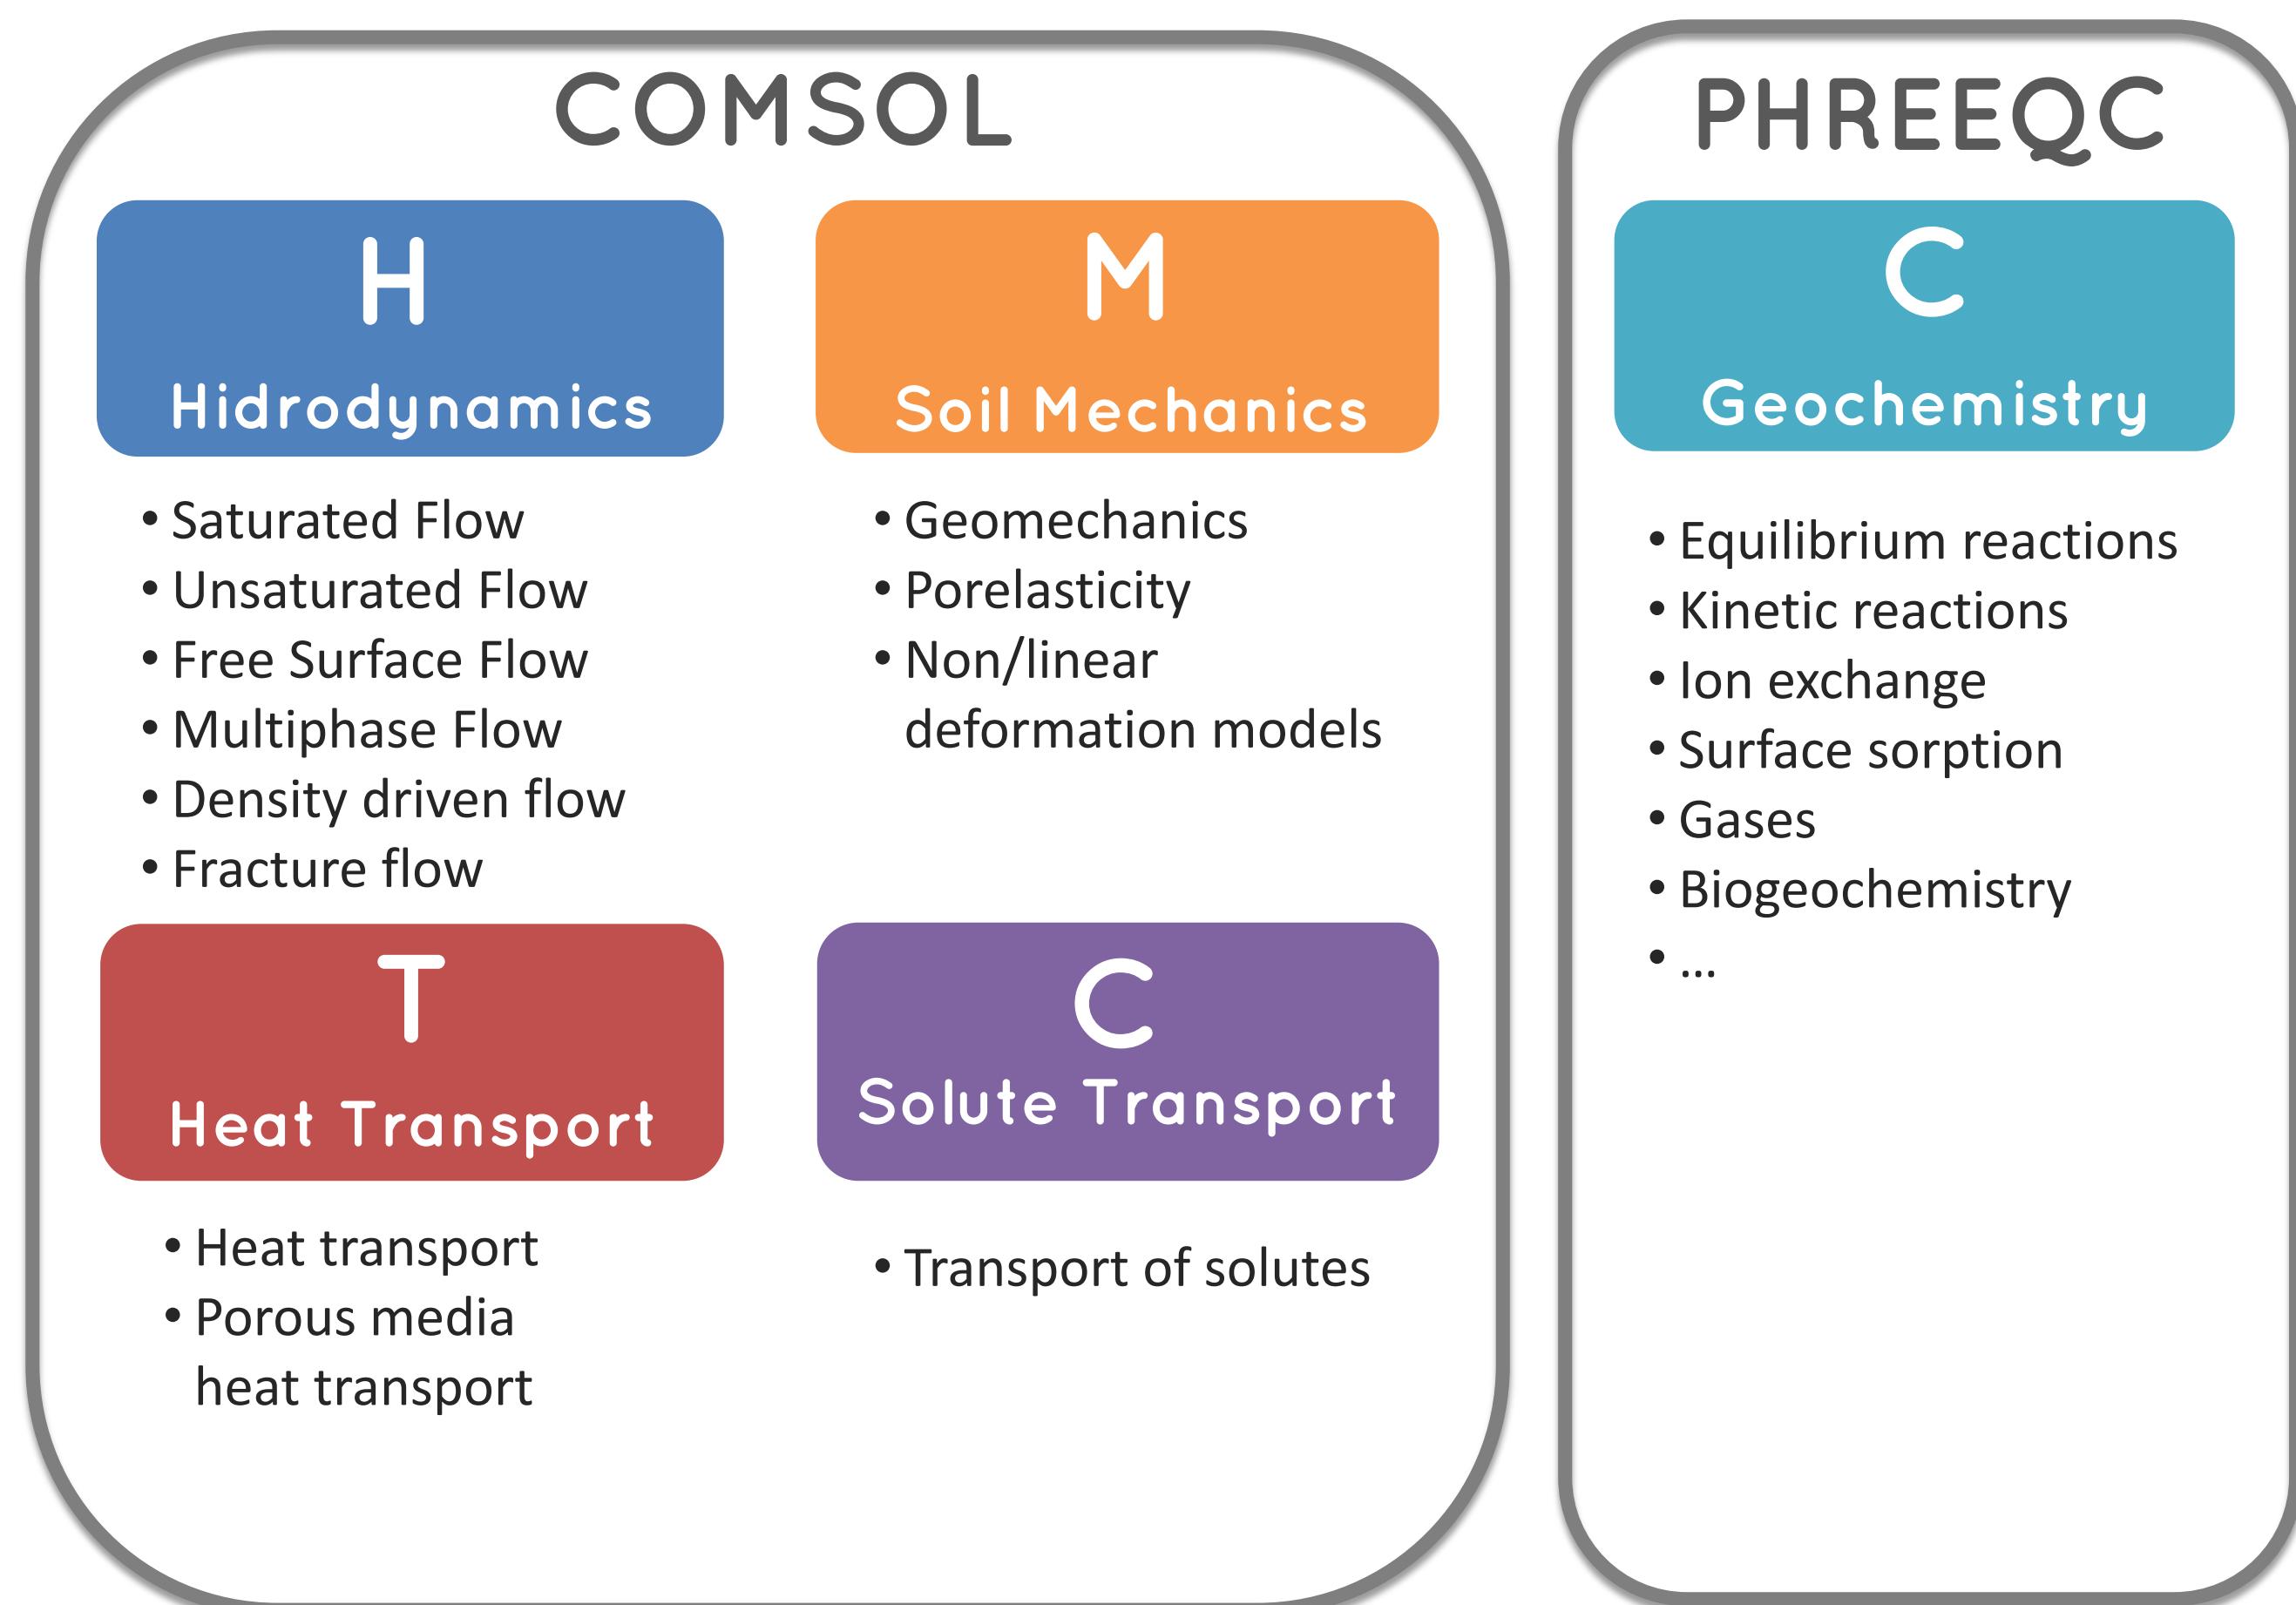 COMSOL
H
Hidrodynamics
• Saturated Flow
• Unsaturated Flow
• Free Surface Flow
• Multiphase Flow
• Density driven flow
• Fracture flow
M
Soil Mechanics
• Geomechanics
• Porelasticity
• Non/linear
deformation models
T
Heat Transport
• Heat transport
• Porous media
heat transport
C
Solute Transport
• Transport of solutes
PHREEQC
C
Geochemistry
• Equilibrium reactions
• Kinetic reactions
• Ion exchange
• Surface sorption
• Gases
• Biogeochemistry
• ...